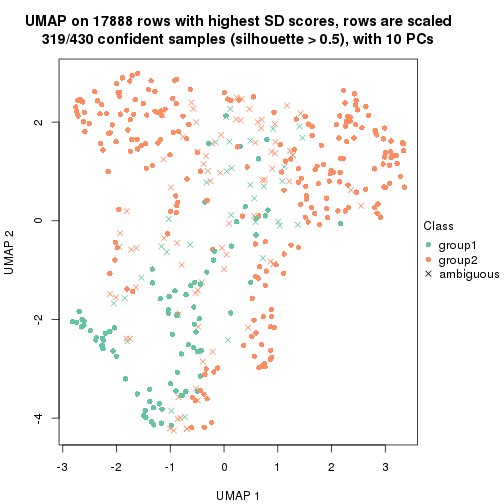 UMAP on 17888 rows with highest SD scores, rows are scaled
319/430 confident samples (silhouette > 0.5), with 10 PCs
2
0
-2
-4
UMAP 2
-3
-2
-1
0
1
2
3
UMAP 1
Class
group1
group2
ambiguous